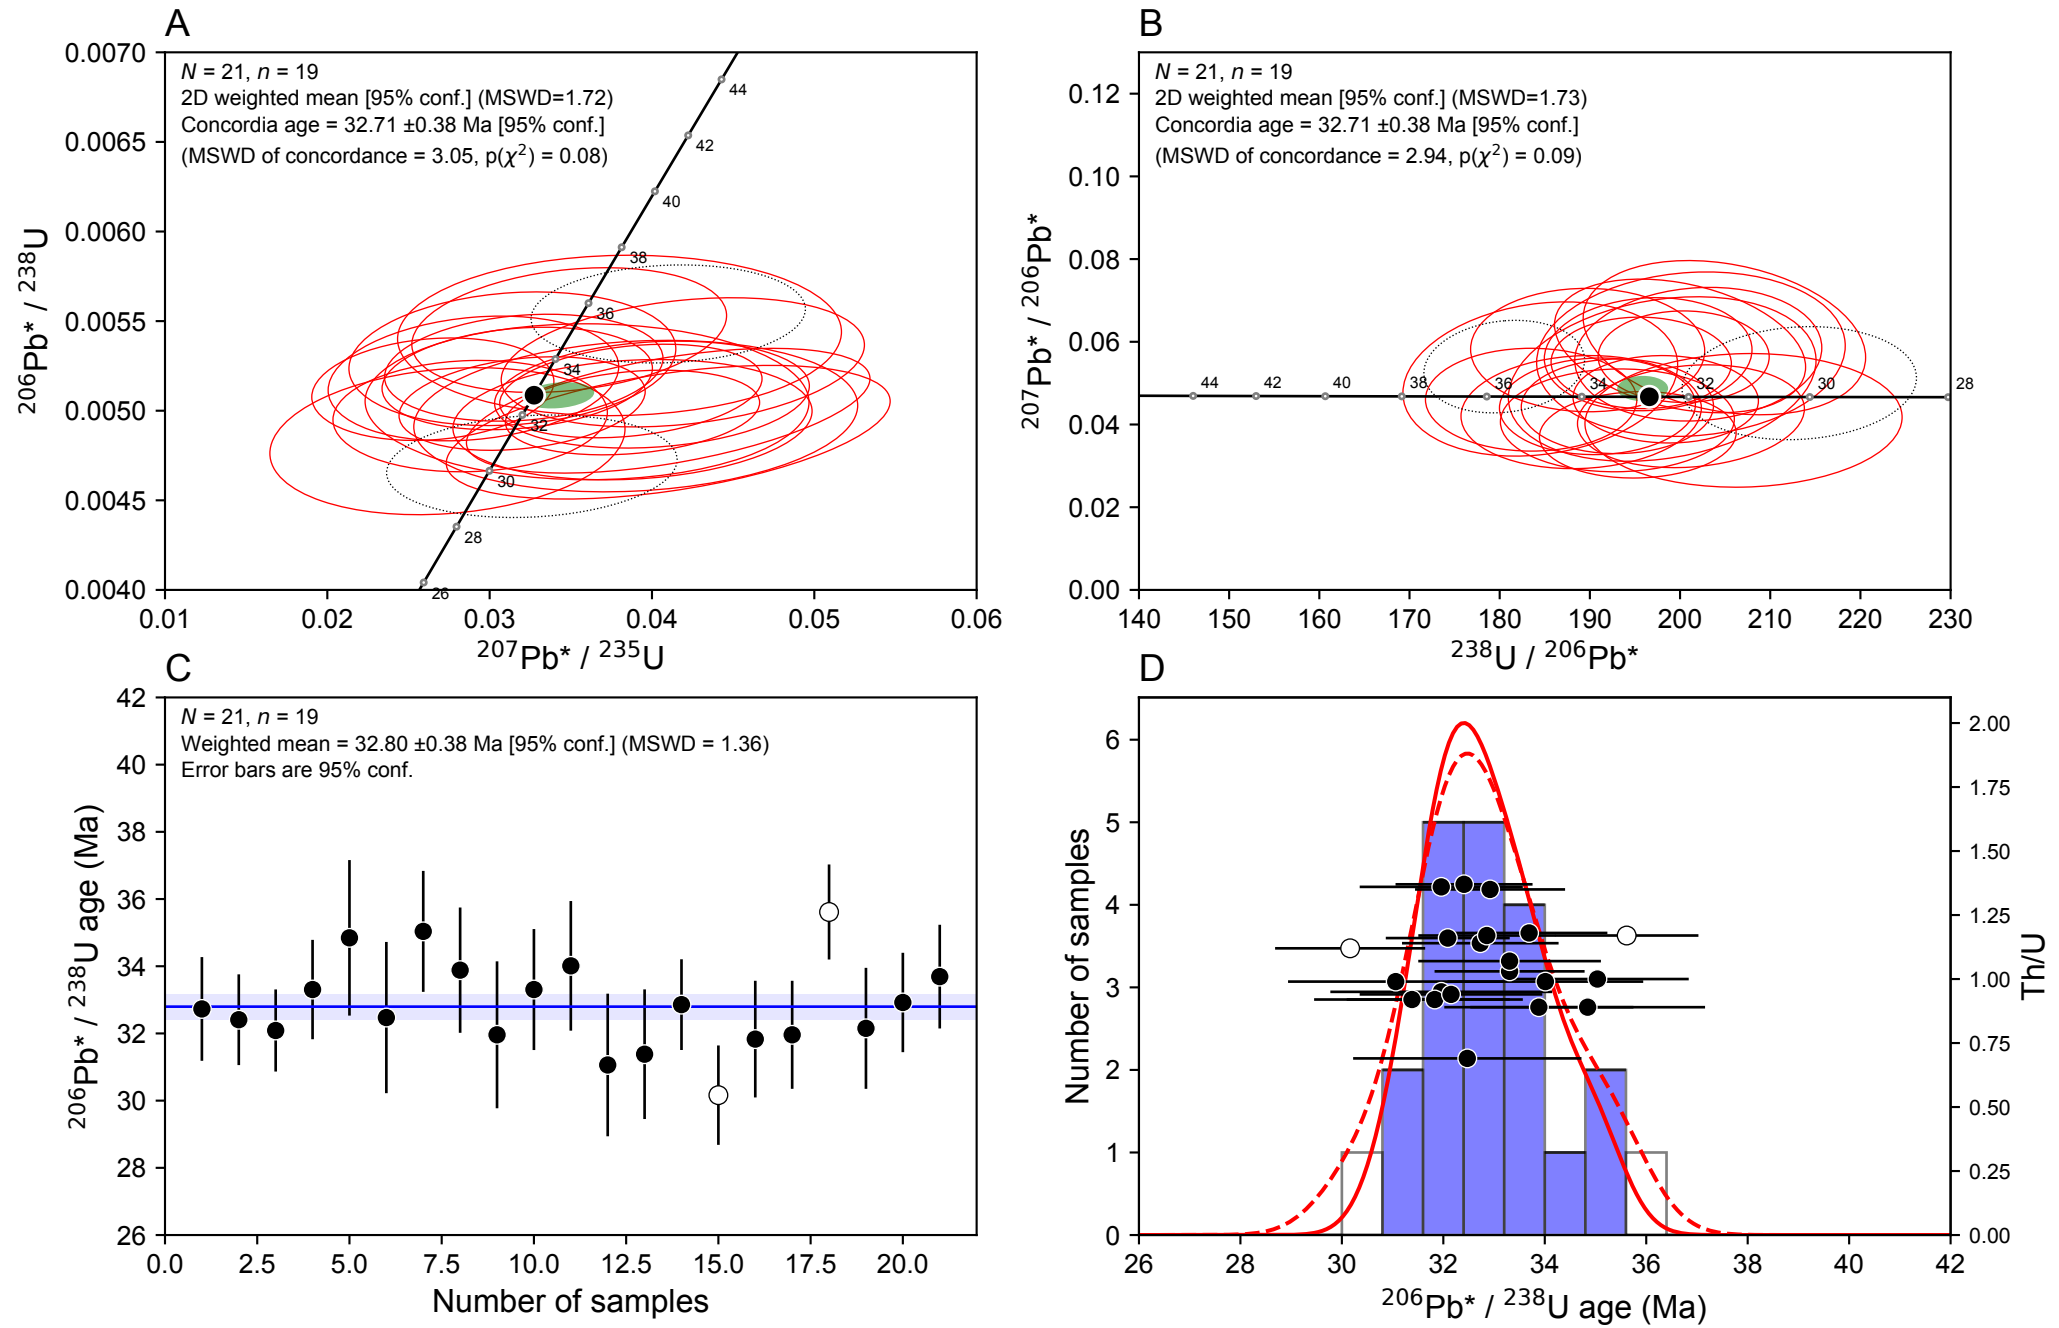 A
0.0070
0.0065
0.0060
0.0055
0.0050
0.0045
0.0040
²⁰⁶Pb* / ²³⁸U
N = 21, n = 19
2D weighted mean [95% conf.] (MSWD=1.72)
Concordia age = 32.71 ±0.38 Ma [95% conf.]
(MSWD of concordance = 3.05, p(χ²) = 0.08)
44
42
40
38
36
34
32
30
28
26
0.01 0.02 0.03 0.04 0.05 0.06
²⁰⁷Pb* / ²³⁵U
B
0.12
0.10
0.08
0.06
0.04
0.02
0.00
²⁰⁷Pb* / ²⁰⁶Pb*
N = 21, n = 19
2D weighted mean [95% conf.] (MSWD=1.73)
Concordia age = 32.71 ±0.38 Ma [95% conf.]
(MSWD of concordance = 2.94, p(χ²) = 0.09)
44 42 40 38 36 34 32 30 28
140 150 160 170 180 190 200 210 220 230
²³⁸U / ²⁰⁶Pb*
C
42
40
38
36
34
32
30
28
26
²⁰⁶Pb* / ²³⁸U age (Ma)
N = 21, n = 19
Weighted mean = 32.80 ±0.38 Ma [95% conf.] (MSWD = 1.36)
Error bars are 95% conf.
0.0 2.5 5.0 7.5 10.0 12.5 15.0 17.5 20.0
Number of samples
D
6
5
4
3
2
1
0
Number of samples
2.00
1.75
1.50
1.25
1.00
0.75
0.50
0.25
0.00
Th/U
26 28 30 32 34 36 38 40 42
²⁰⁶Pb* / ²³⁸U age (Ma)